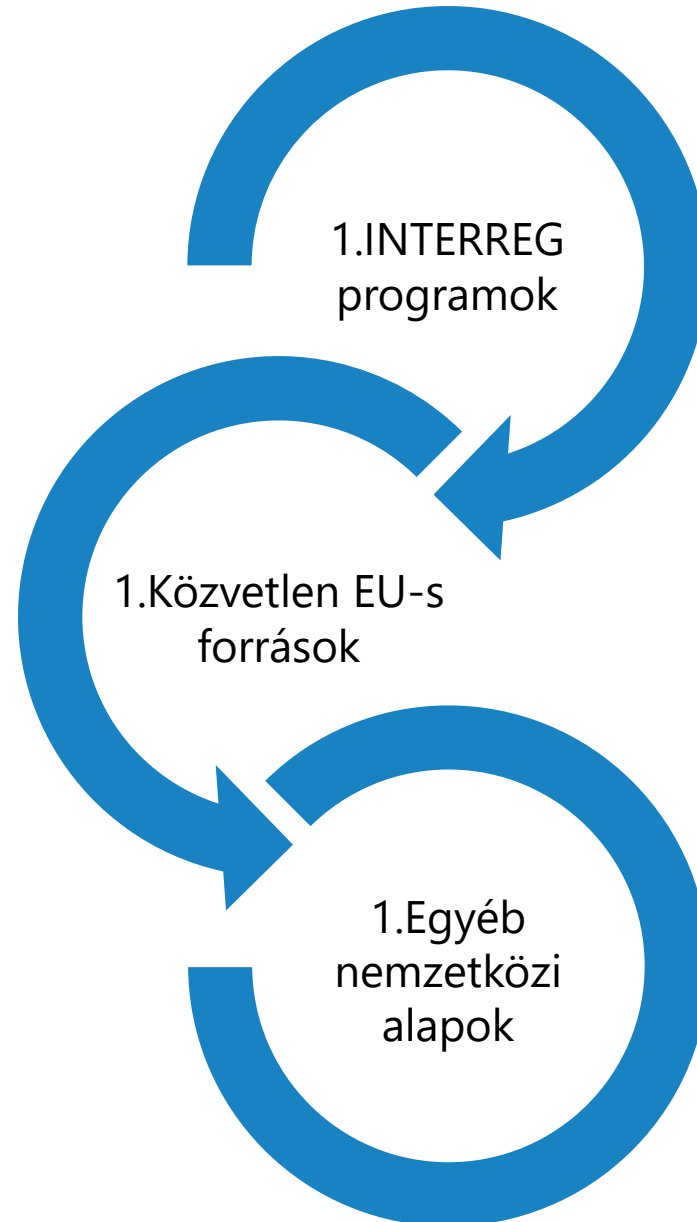 1.INTERREG
programok
1.Közvetlen EU-s
források
1.Egyéb
nemzetközi
alapok